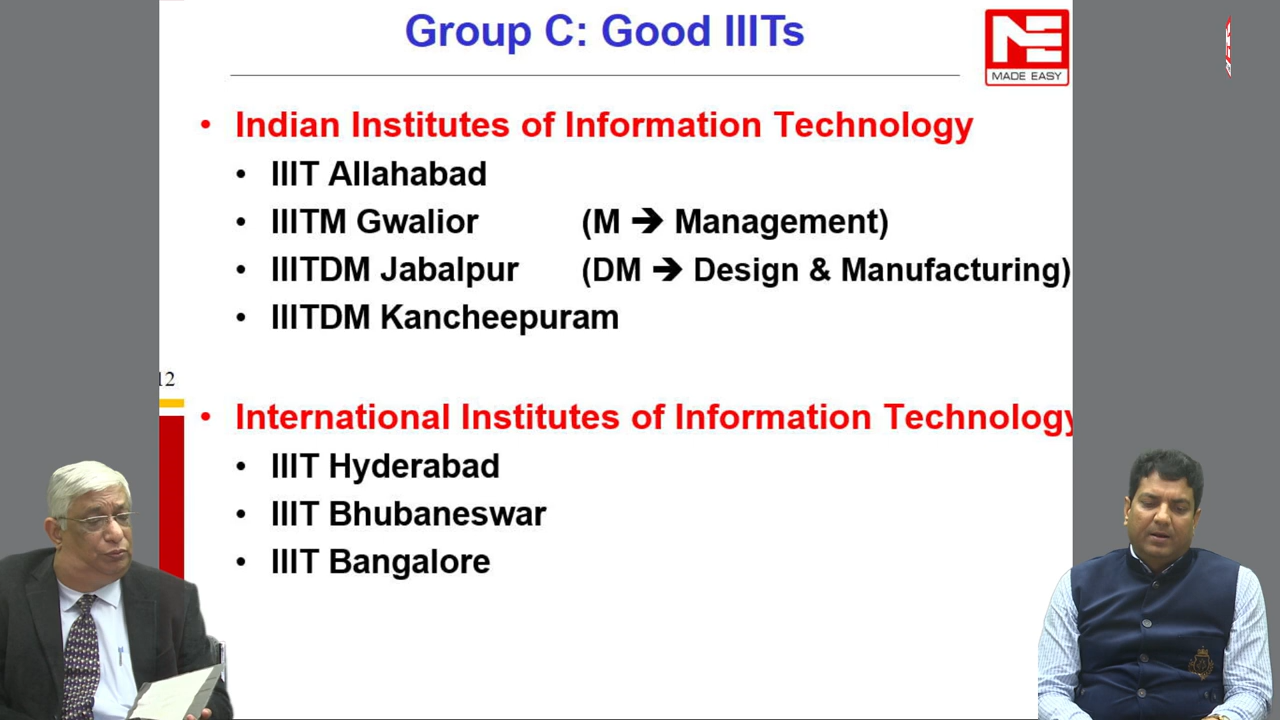 Group C: Good IIITs
MADE EASY
• Indian Institutes of Information Technology
• IIIT Allahabad
• IIITM Gwalior (M ➔ Management)
• IIITDM Jabalpur (DM ➔ Design & Manufacturing)
• IIITDM Kancheepuram
12
• International Institutes of Information Technology
• IIIT Hyderabad
• IIIT Bhubaneswar
• IIIT Bangalore